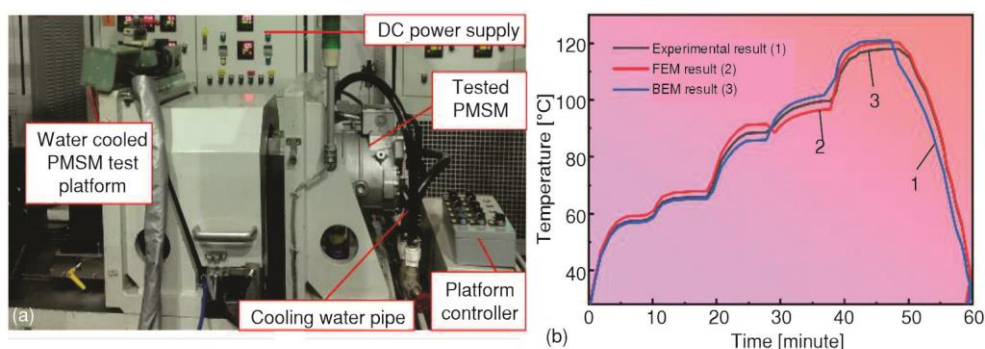 DC power supply
Tested
PMSM
Water cooled
PMSM test
platform
Cooling water pipe
Platform
controller
(a)
Temperature [°C]
120
100
80
60
40
Experimental result (1)
FEM result (2)
BEM result (3)
3
2
1
0
10
20
30
40
50
60
Time [minute]
(b)